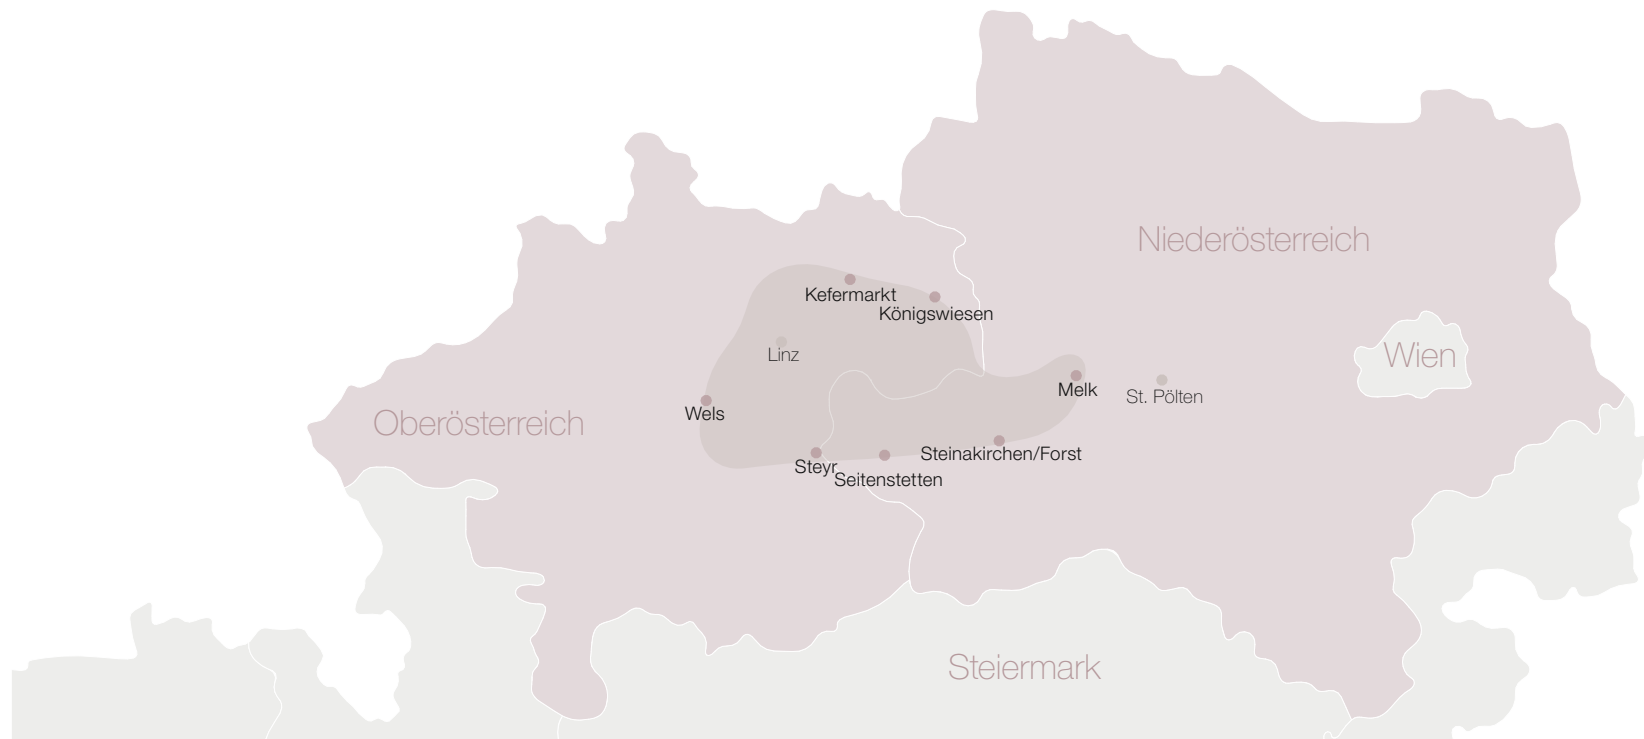 Niederösterreich
Kefermarkt
Königswiesen
Linz
Wien
Melk
St. Pölten
Wels
Oberösterreich
Steinakirchen/Forst
Steyr
Seitenstetten
Steiermark